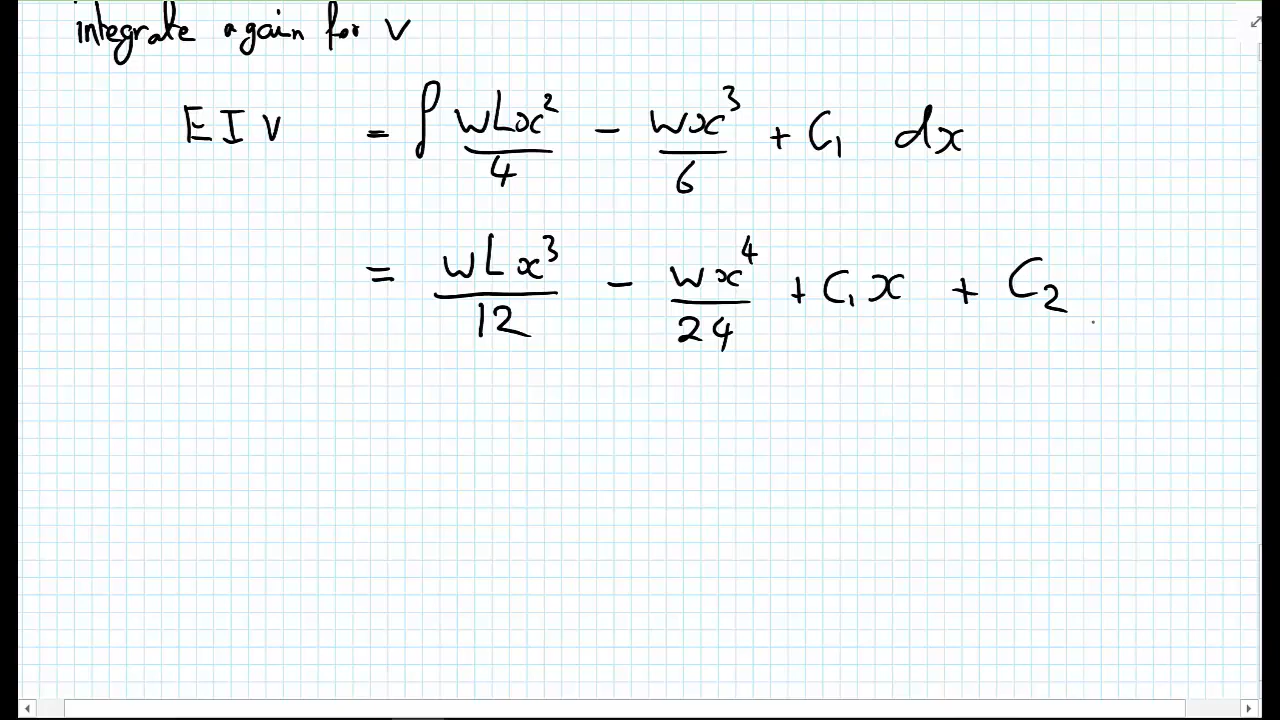 integrate again for v
EIV = ∫ wLx²/4 - wx³/6 + C₁ dx
= wLx³/12 - wx⁴/24 + C₁x + C₂